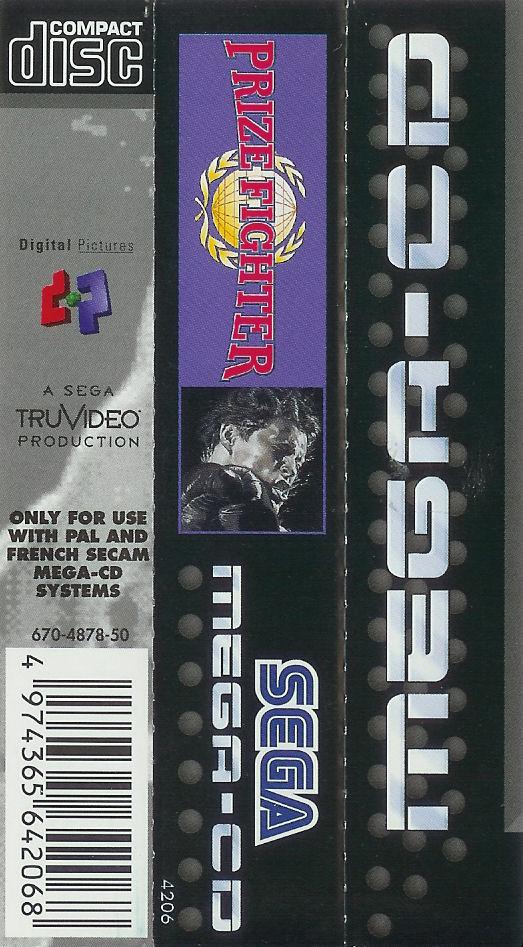 COMPACT
disc
Digital Pictures
A SEGA
TRUVIDEO™
PRODUCTION
ONLY FOR USE
WITH PAL AND
FRENCH SECAM
MEGA-CD
SYSTEMS
670-4878-50
4 974365 642068
PRIZE FIGHTER
SEGA
MEGA-CD
4206
MEGA-CD